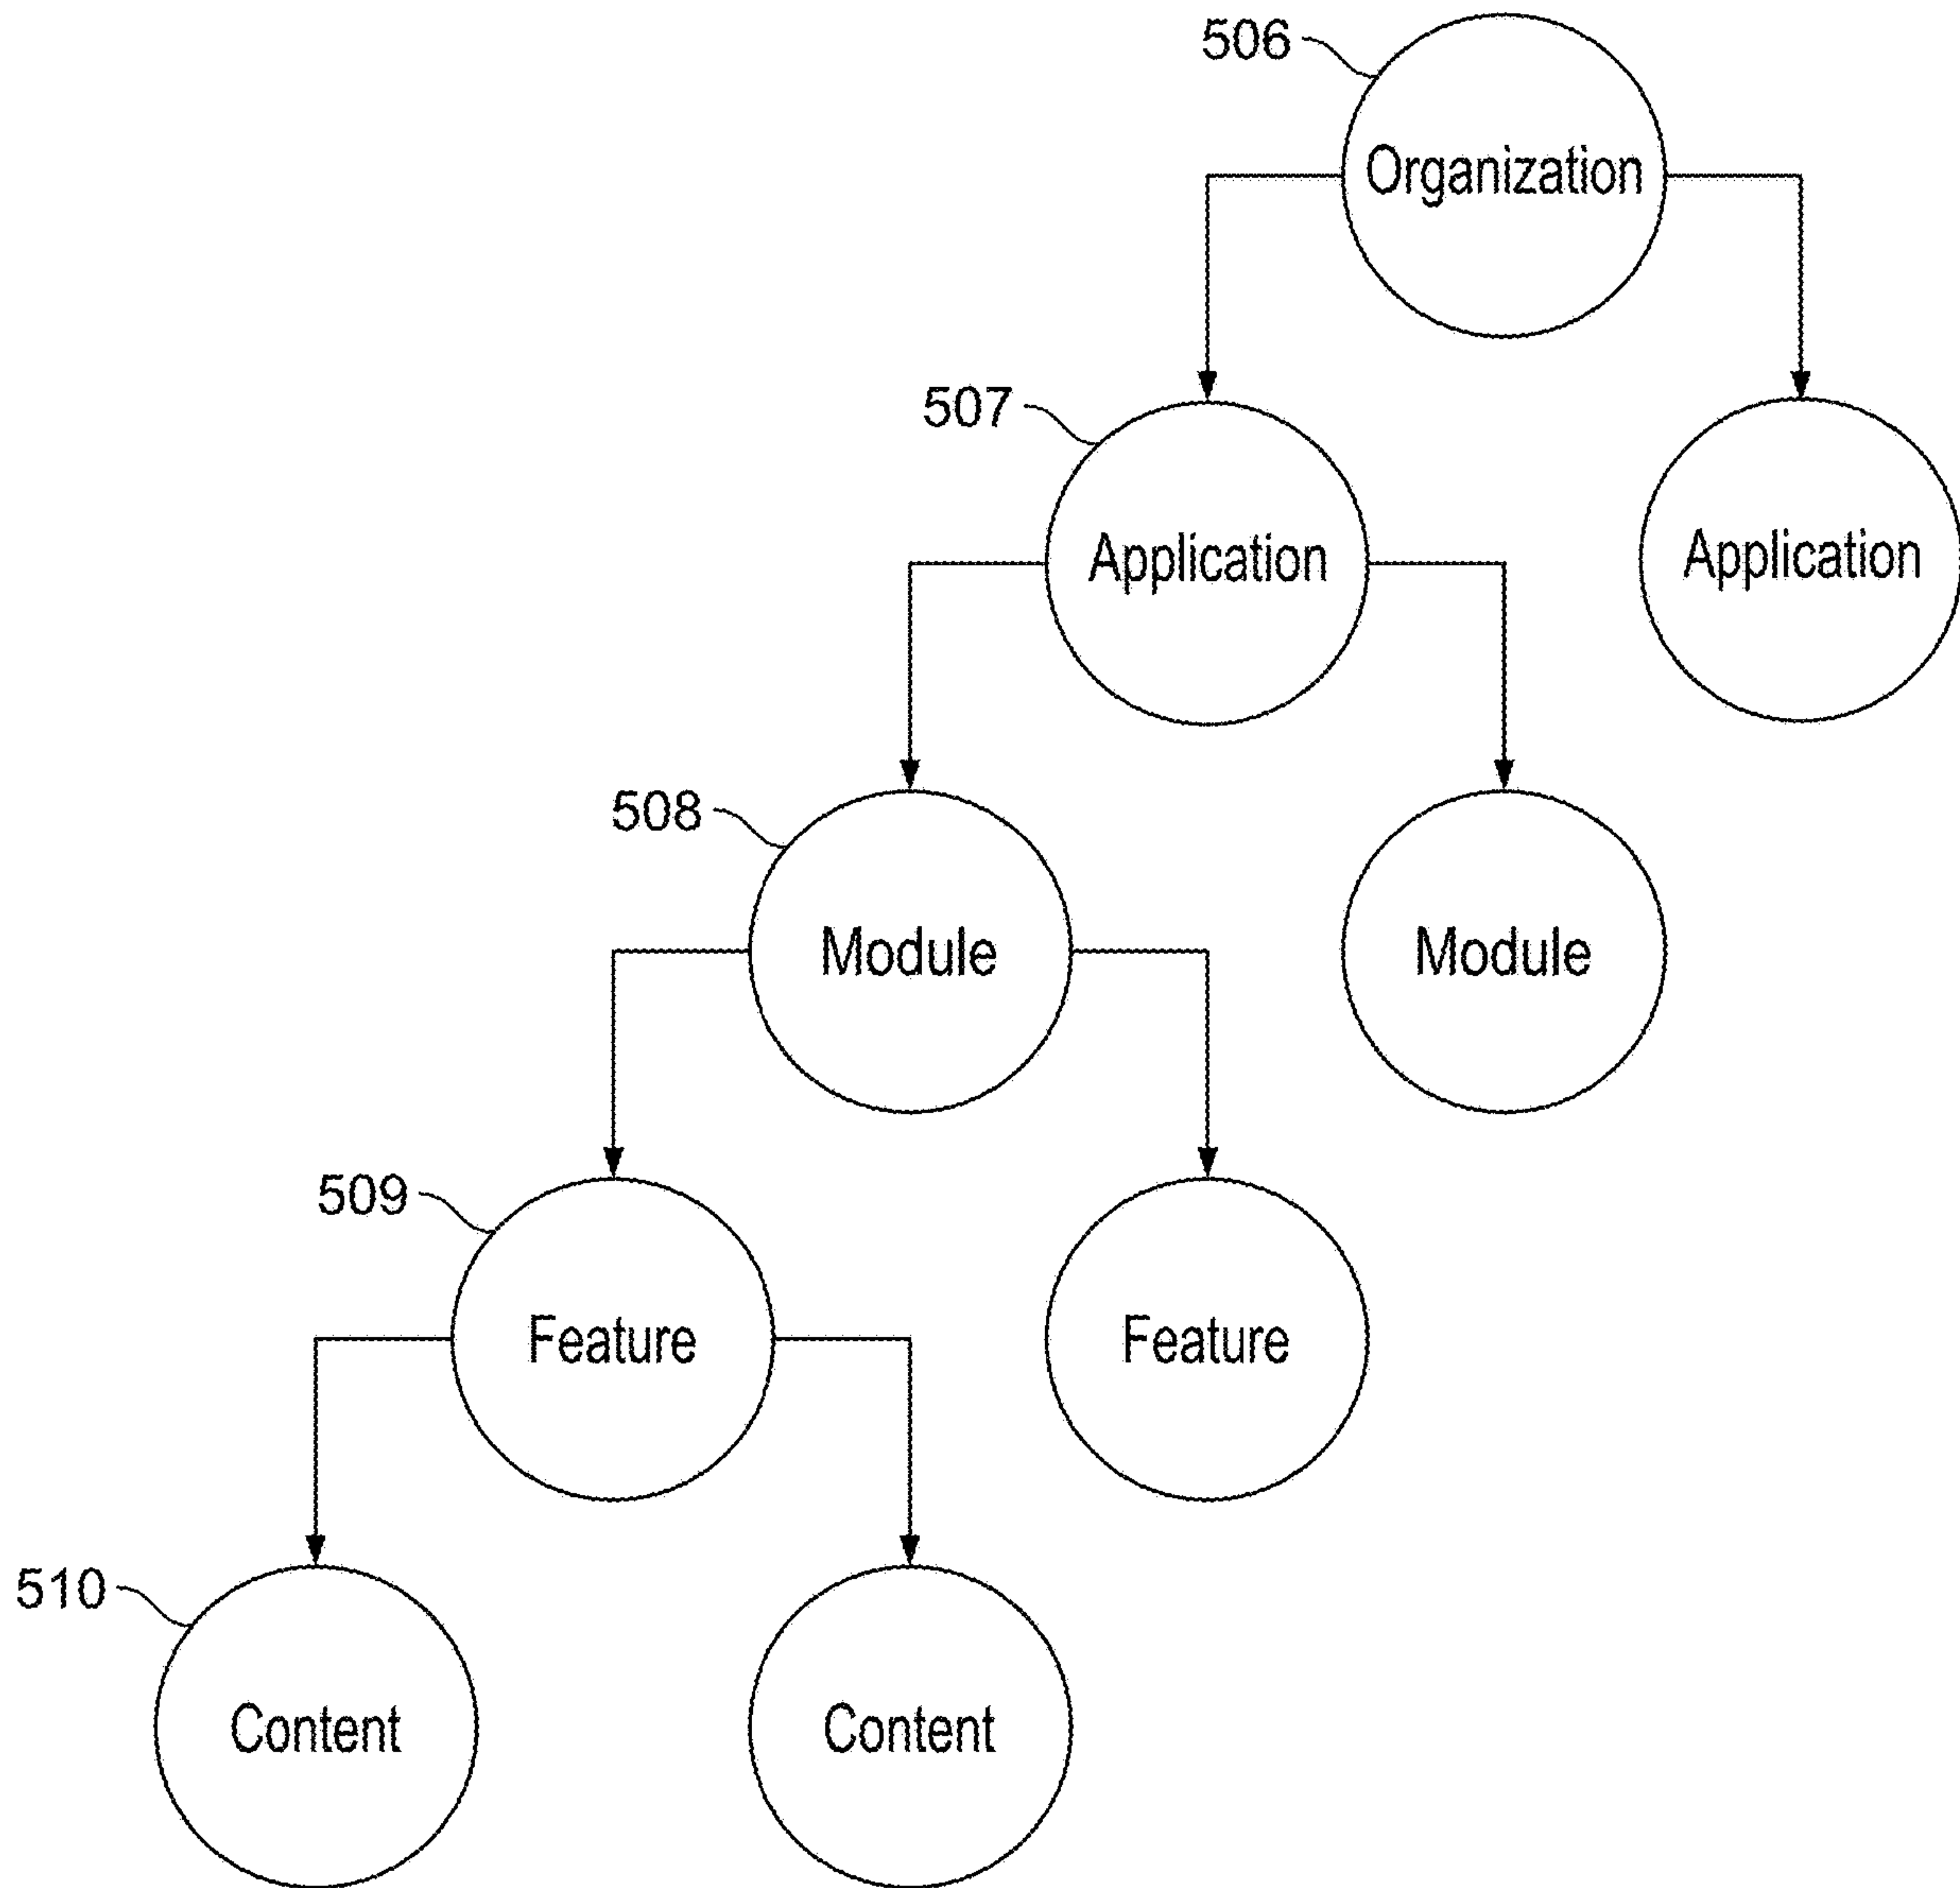 506
Organization
507
Application
Application
508
Module
Module
509
Feature
Feature
510
Content
Content